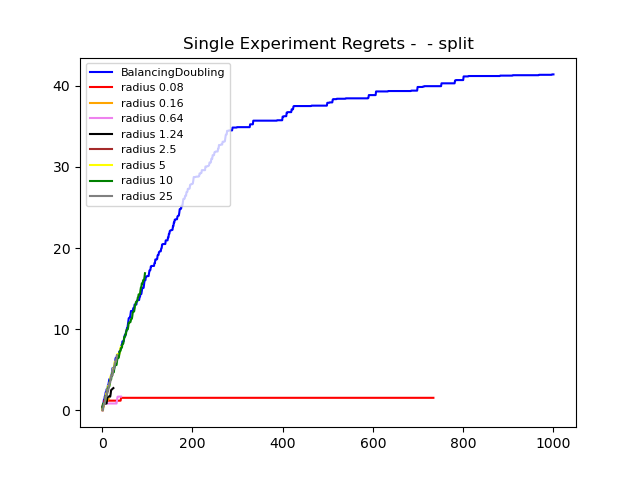 Single Experiment Regrets -  - split
BalancingDoubling
radius 0.08
radius 0.16
radius 0.64
radius 1.24
radius 2.5
radius 5
radius 10
radius 25
40
30
20
10
0
0 200 400 600 800 1000